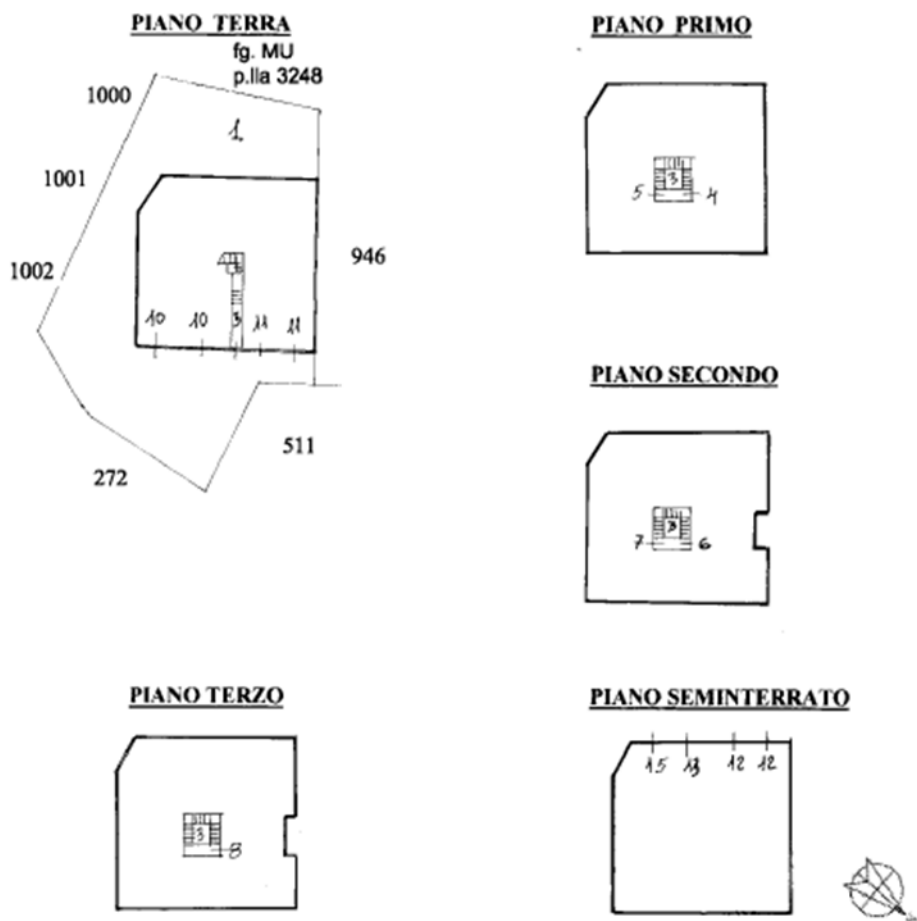 PIANO TERRA
fg. MU
p.lla 3248
1000
1
1001
1002
946
10 10 3 11 11
511
272
PIANO PRIMO
3
5 4
PIANO SECONDO
3
7 6
PIANO TERZO
3
8
PIANO SEMINTERRATO
15 13 12 12